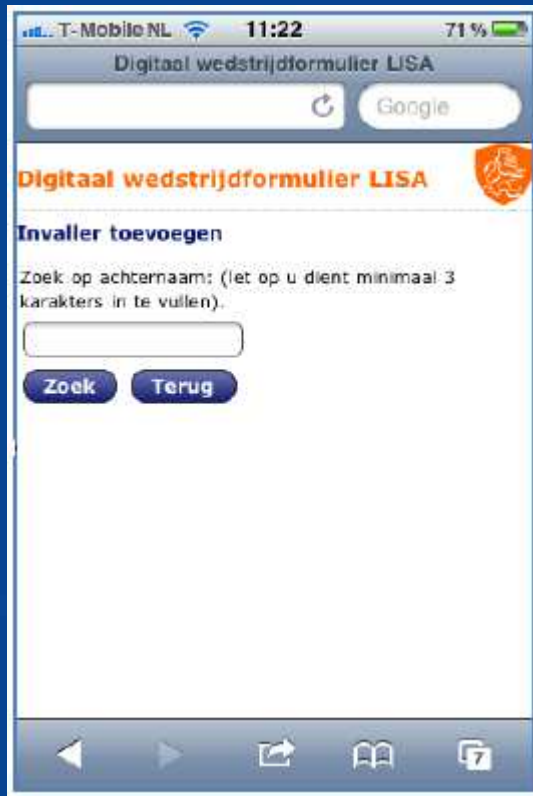 T-Mobile NL 11:22 71 %
Digitaal wedstrijdformulier LISA
Google
Digitaal wedstrijdformulier LISA
Invaller toevoegen
Zoek op achternaam: (let op u dient minimaal 3
karakters in te vullen).
Zoek Terug
7